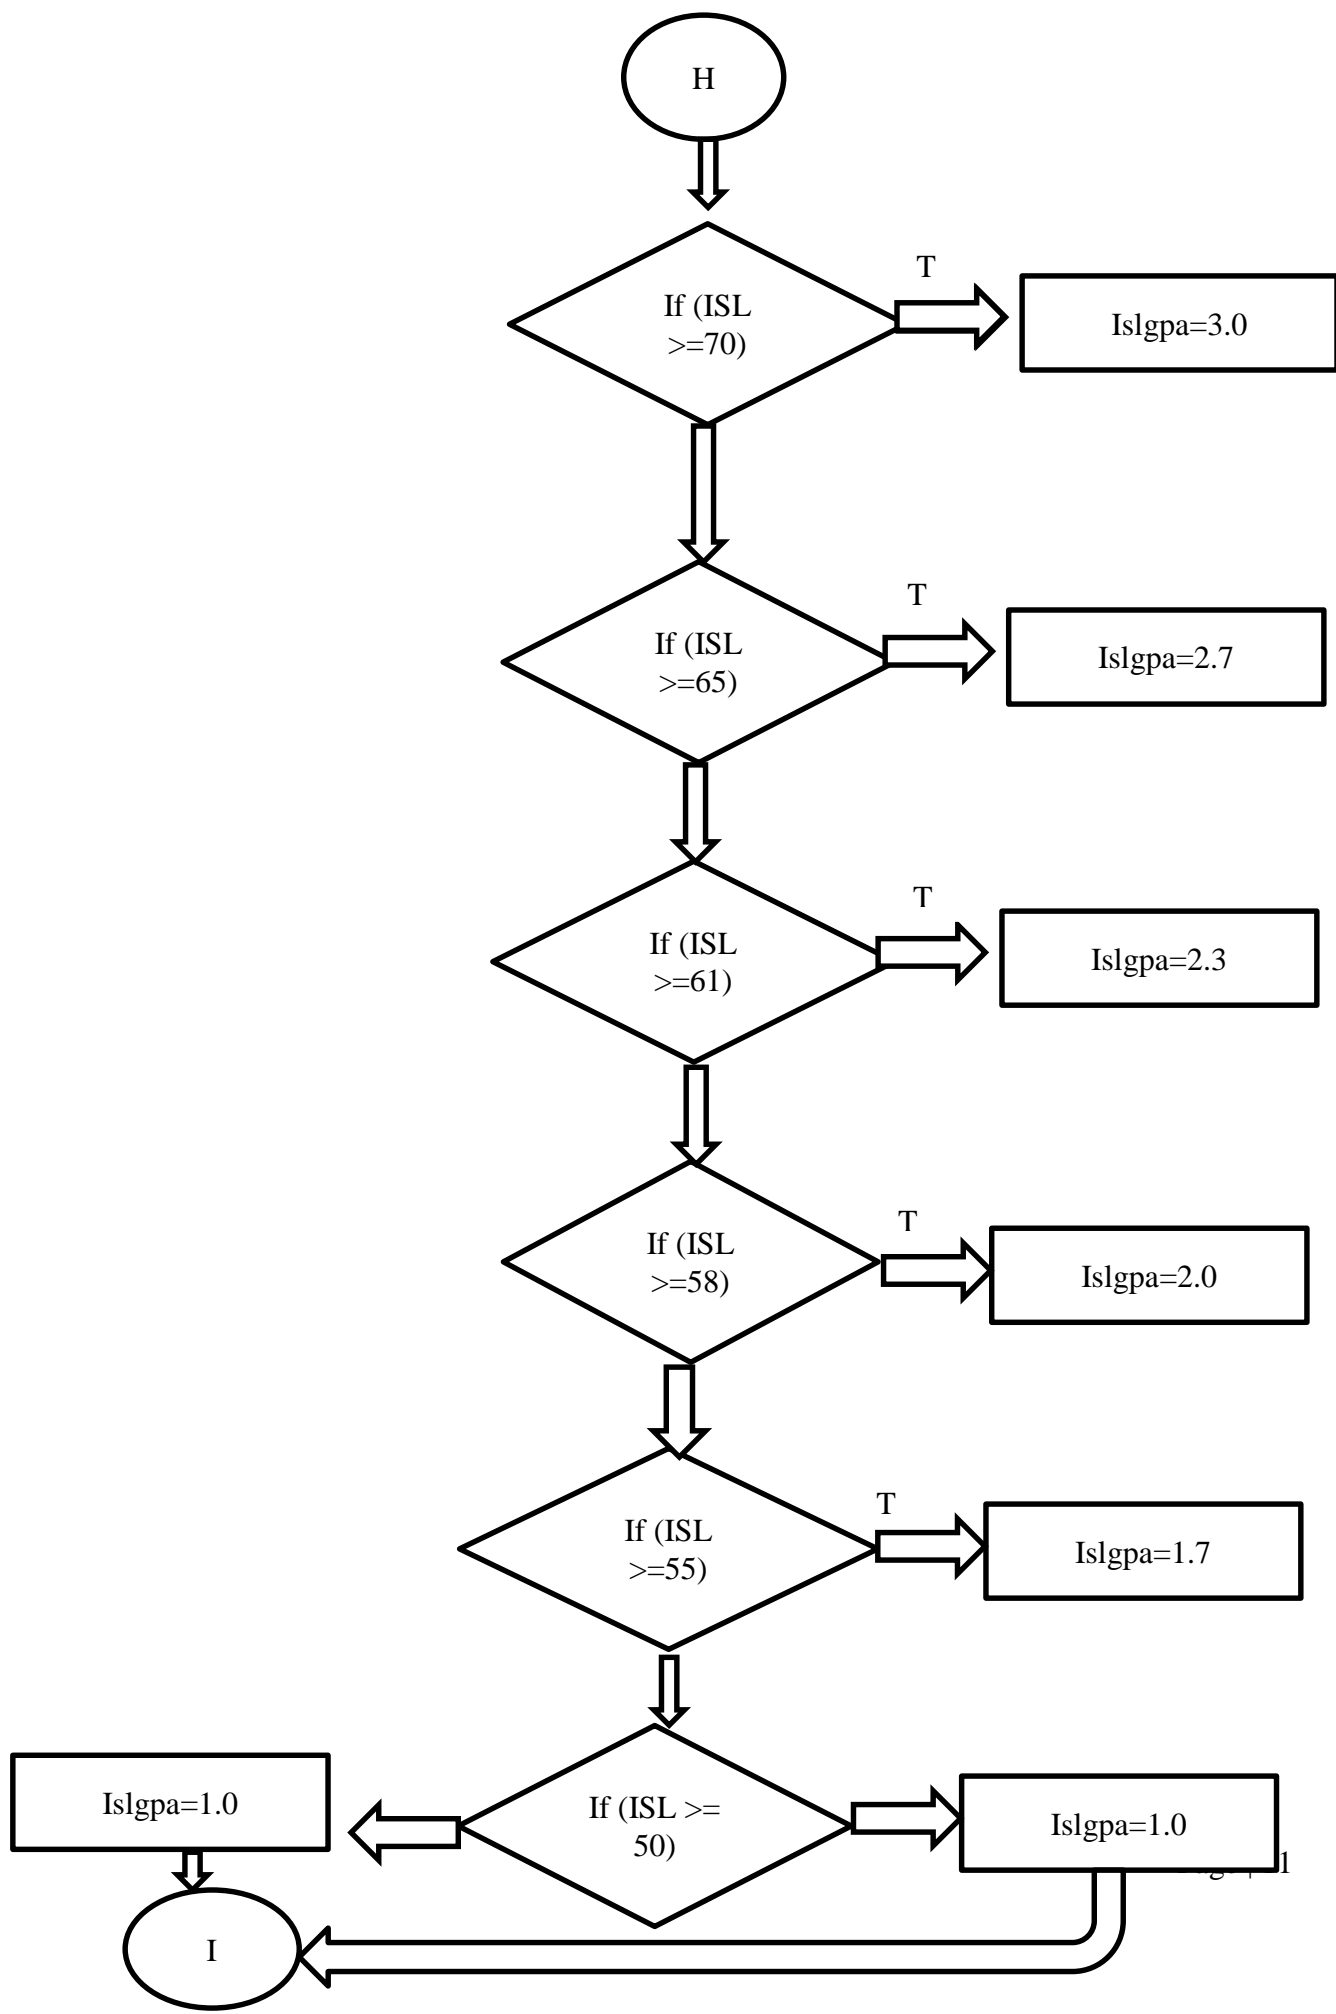 H
T
If (ISL
>=70)
Islgpa=3.0
T
If (ISL
>=65)
Islgpa=2.7
T
If (ISL
>=61)
Islgpa=2.3
T
If (ISL
>=58)
Islgpa=2.0
T
If (ISL
>=55)
Islgpa=1.7
Islgpa=1.0
If (ISL >=
50)
Islgpa=1.0
1
I